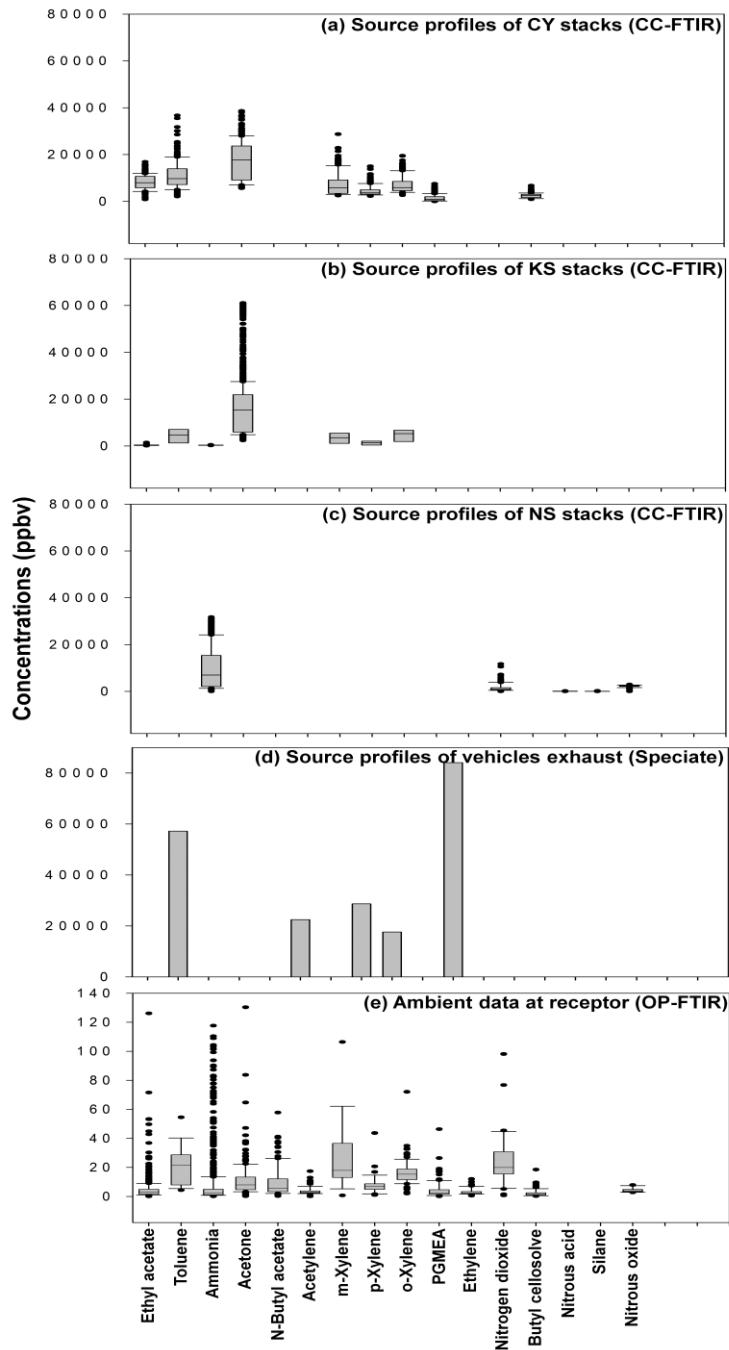 (a) Source profiles of CY stacks (CC-FTIR)
80000
60000
40000
20000
0
(b) Source profiles of KS stacks (CC-FTIR)
80000
60000
40000
20000
0
(c) Source profiles of NS stacks (CC-FTIR)
80000
60000
40000
20000
0
(d) Source profiles of vehicles exhaust (Speciate)
80000
60000
40000
20000
0
(e) Ambient data at receptor (OP-FTIR)
140
120
100
80
60
40
20
0
Concentrations (ppbv)
Ethyl acetate
Toluene
Ammonia
Acetone
N-Butyl acetate
Acetylene
m-Xylene
p-Xylene
o-Xylene
PGMEA
Ethylene
Nitrogen dioxide
Butyl cellosolve
Nitrous acid
Silane
Nitrous oxide